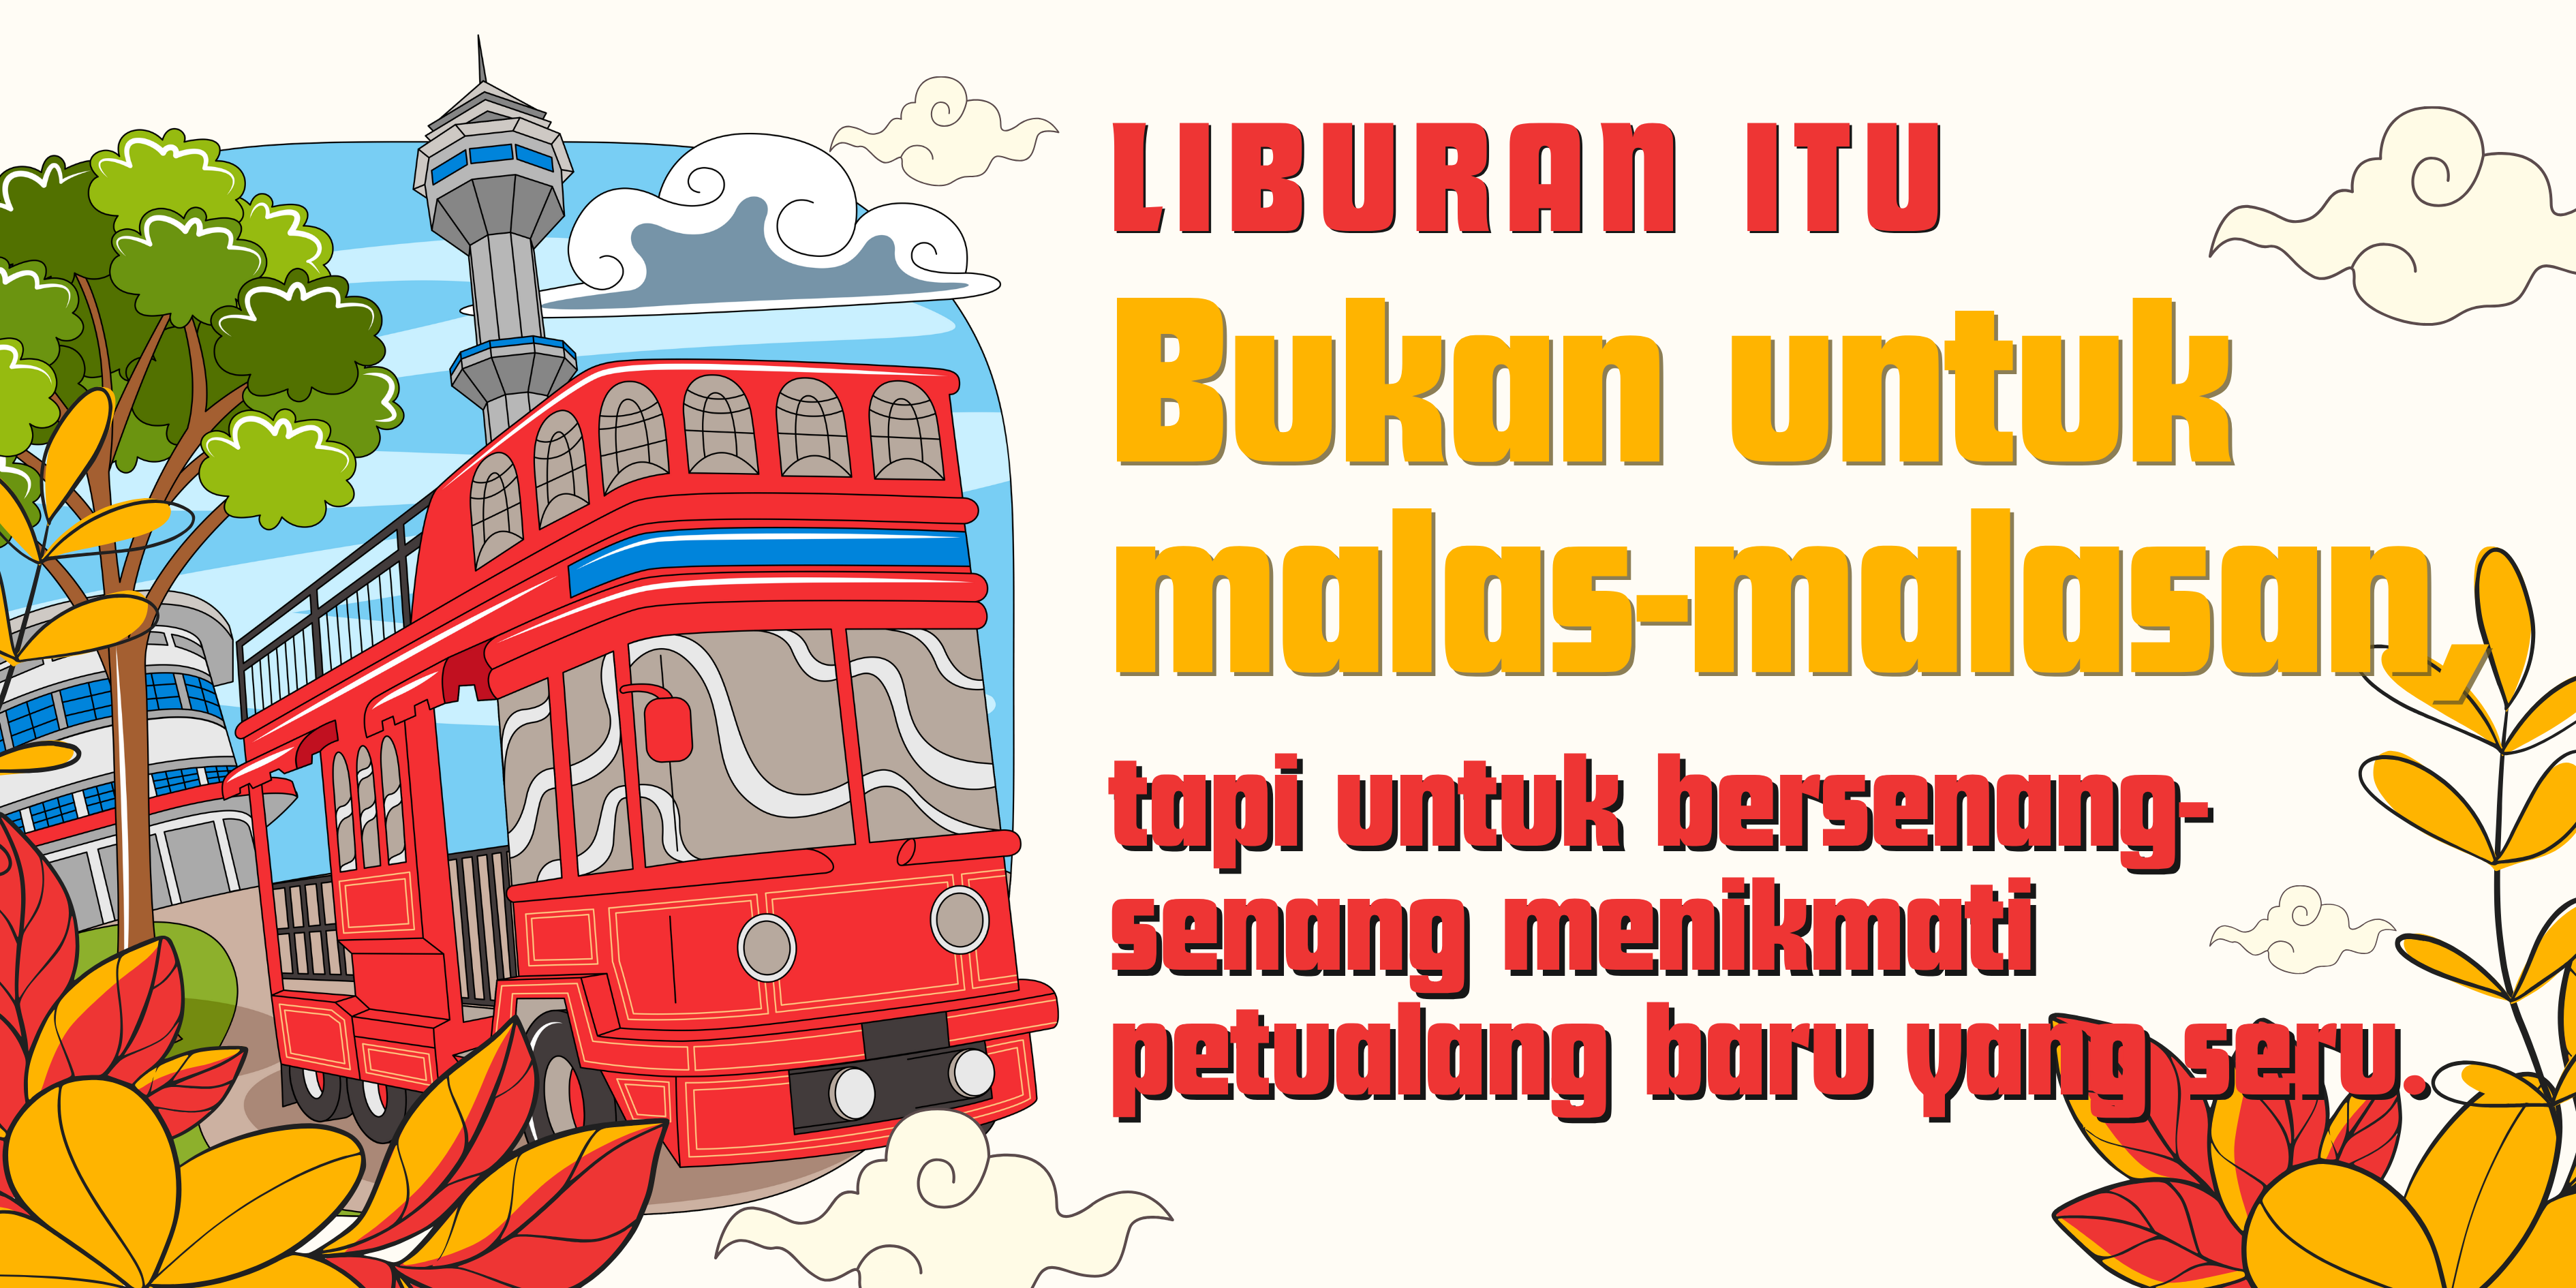 LIBURAN ITU
Bukan untuk
malas-malasan,
tapi untuk bersenang-
senang menikmati
petualang baru yang seru.